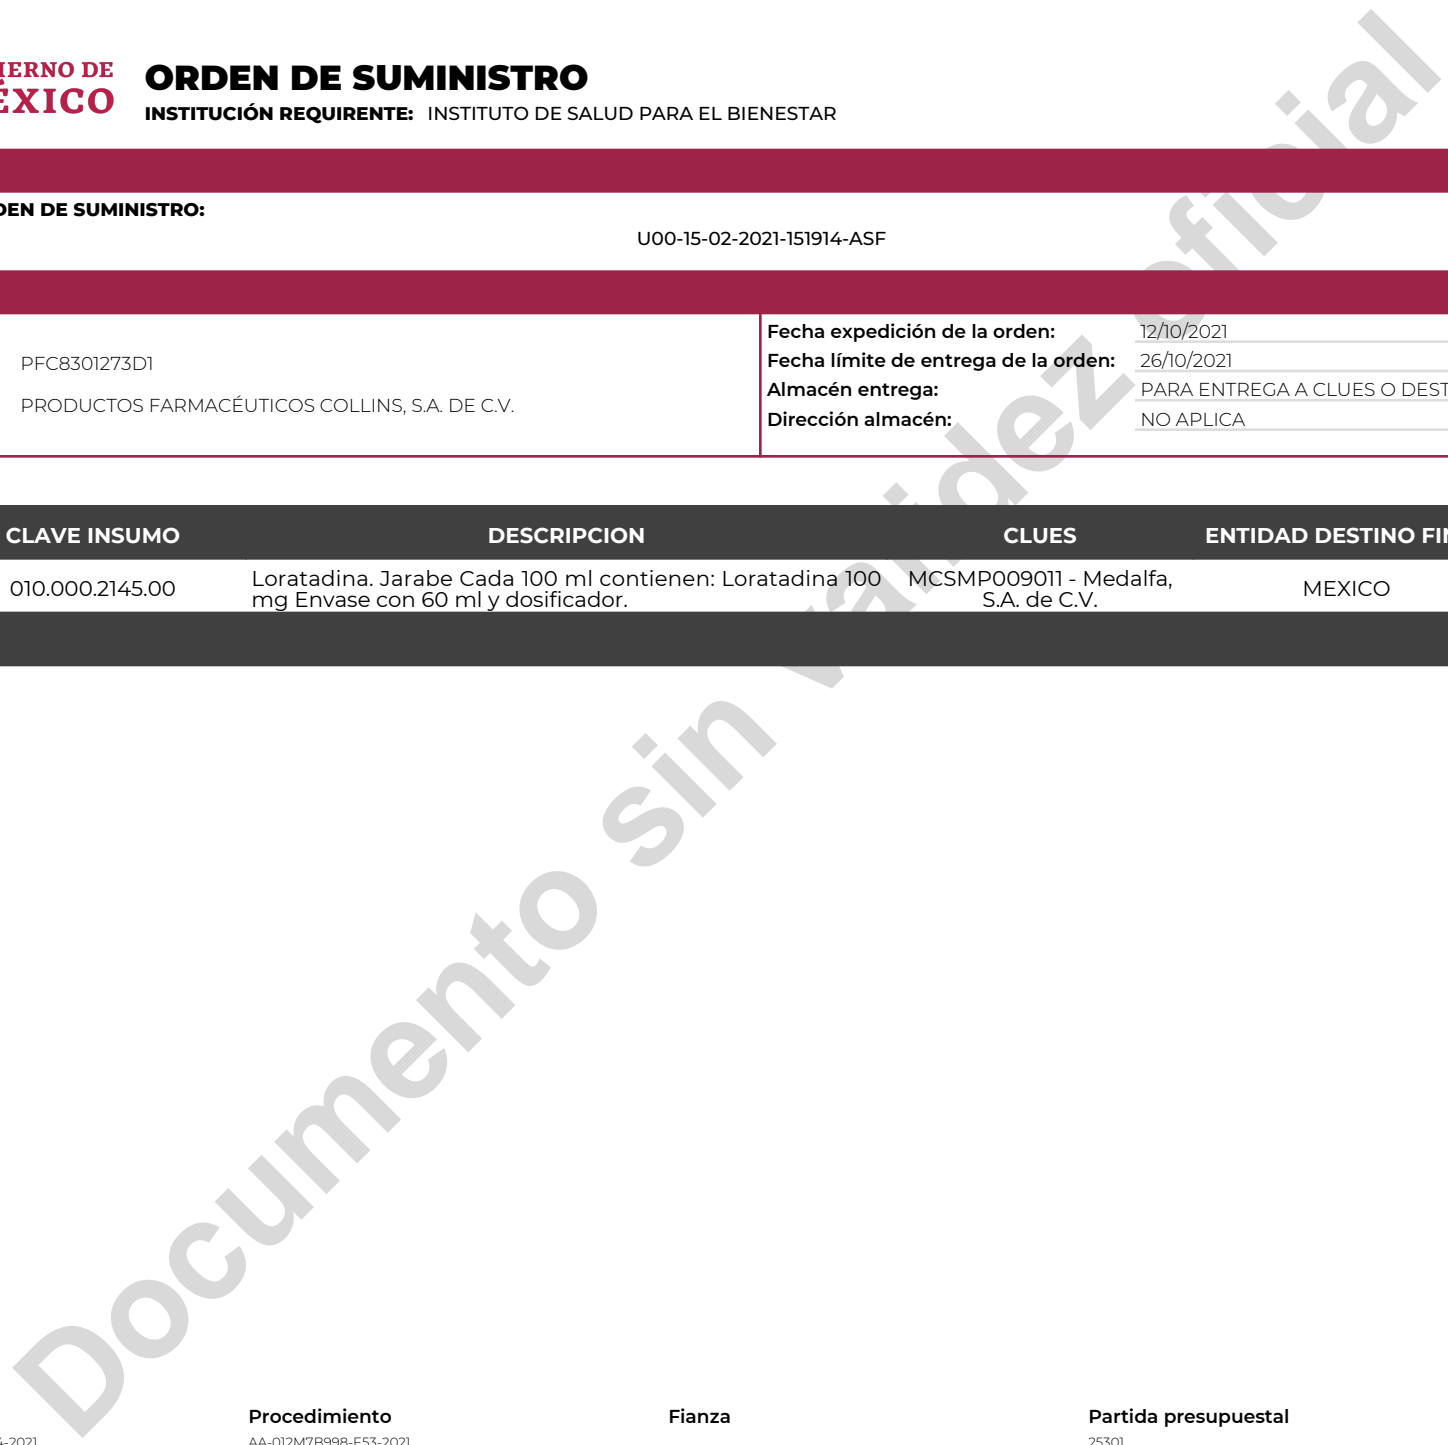 IERNO DE
ÉXICO
ORDEN DE SUMINISTRO
INSTITUCIÓN REQUIRENTE: INSTITUTO DE SALUD PARA EL BIENESTAR
DEN DE SUMINISTRO:
U00-15-02-2021-151914-ASF
PFC8301273D1
PRODUCTOS FARMACÉUTICOS COLLINS, S.A. DE C.V.
Fecha expedición de la orden: 12/10/2021
Fecha límite de entrega de la orden: 26/10/2021
Almacén entrega: PARA ENTREGA A CLUES O DEST
Dirección almacén: NO APLICA
CLAVE INSUMO DESCRIPCION CLUES ENTIDAD DESTINO FIN
010.000.2145.00
Loratadina. Jarabe Cada 100 ml contienen: Loratadina 100
mg Envase con 60 ml y dosificador.
MCSMP009011 - Medalfa,
S.A. de C.V.
MEXICO
Documento sin validez oficial
Procedimiento Fianza Partida presupuestal
-2021 AA-012M7B998-E53-2021 25301